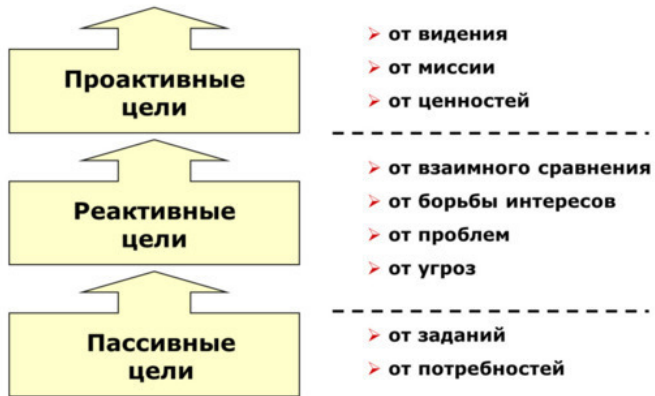 Проактивные
цели
от видения
от миссии
от ценностей
Реактивные
цели
от взаимного сравнения
от борьбы интересов
от проблем
от угроз
Пассивные
цели
от заданий
от потребностей